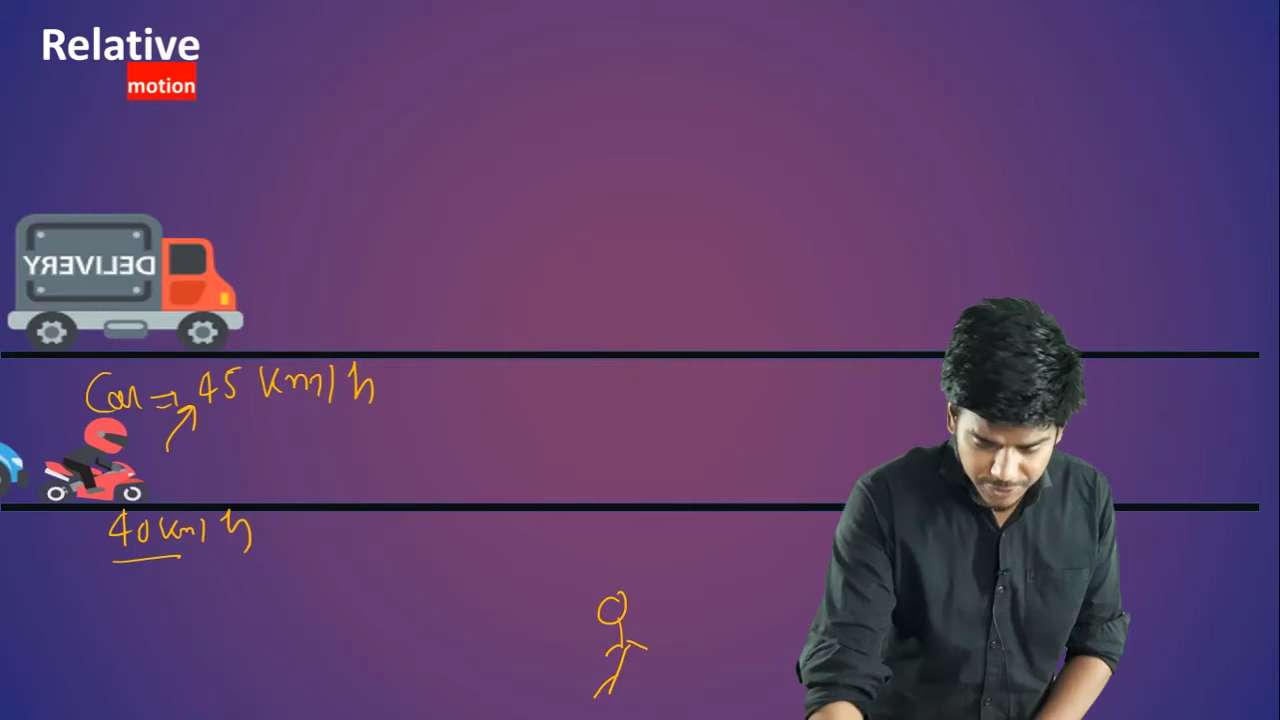 Relative
motion
DELIVERY
Car => 45 Km/h
40 Km/h